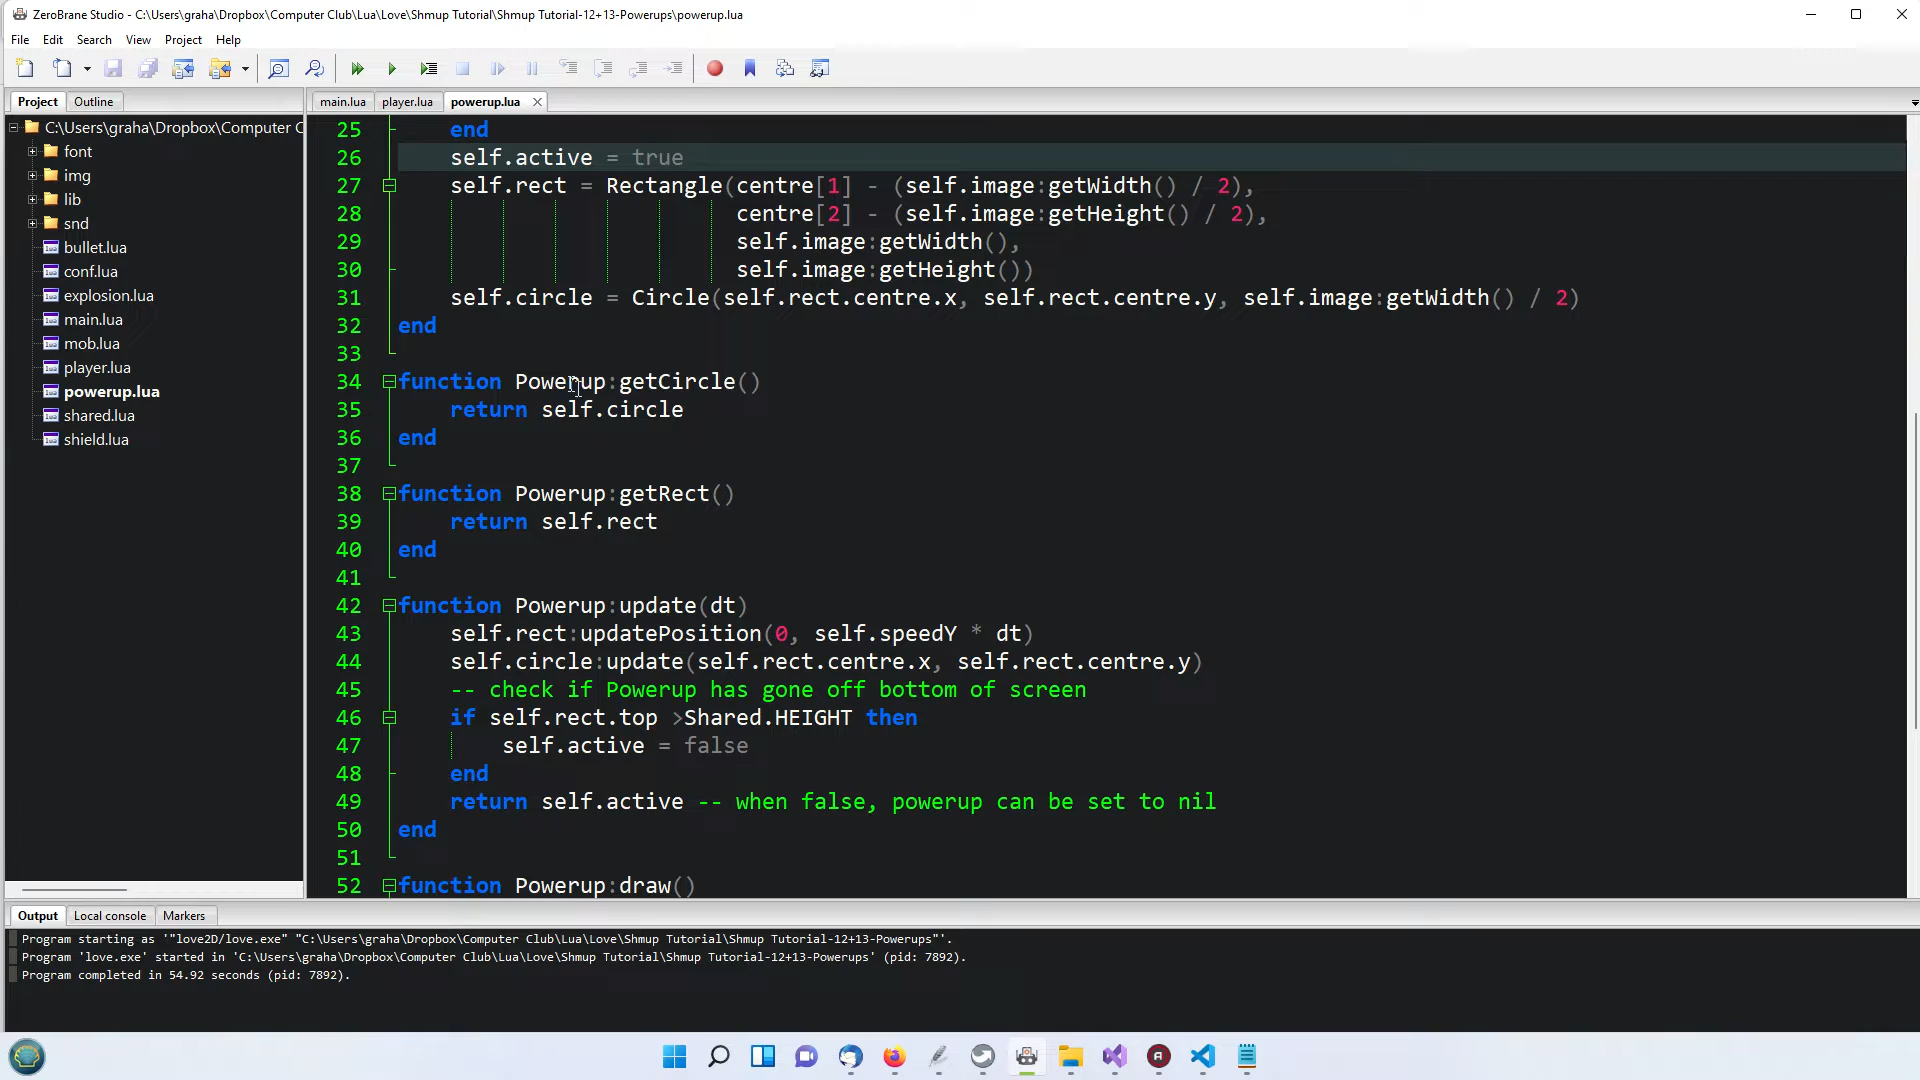 ZeroBrane Studio - C:\Users\graha\Dropbox\Computer Club\Lua\Love\Shmup Tutorial\Shmup Tutorial-12+13-Powerups\powerup.lua
File Edit Search View Project Help
Project Outline
main.lua player.lua powerup.lua
C:\Users\graha\Dropbox\Computer C
font
img
lib
snd
bullet.lua
conf.lua
explosion.lua
main.lua
mob.lua
player.lua
powerup.lua
shared.lua
shield.lua
25 end
26 self.active = true
27 self.rect = Rectangle(centre[1] - (self.image:getWidth() / 2),
28 centre[2] - (self.image:getHeight() / 2),
29 self.image:getWidth(),
30 self.image:getHeight())
31 self.circle = Circle(self.rect.centre.x, self.rect.centre.y, self.image:getWidth() / 2)
32 end
33
34 function Powerup:getCircle()
35 return self.circle
36 end
37
38 function Powerup:getRect()
39 return self.rect
40 end
41
42 function Powerup:update(dt)
43 self.rect:updatePosition(0, self.speedY * dt)
44 self.circle:update(self.rect.centre.x, self.rect.centre.y)
45 -- check if Powerup has gone off bottom of screen
46 if self.rect.top >Shared.HEIGHT then
47 self.active = false
48 end
49 return self.active -- when false, powerup can be set to nil
50 end
51
52 function Powerup:draw()
Output Local console Markers
Program starting as '"love2D/love.exe" "C:\Users\graha\Dropbox\Computer Club\Lua\Love\Shmup Tutorial\Shmup Tutorial-12+13-Powerups"'.
Program 'love.exe' started in 'C:\Users\graha\Dropbox\Computer Club\Lua\Love\Shmup Tutorial\Shmup Tutorial-12+13-Powerups' (pid: 7892).
Program completed in 54.92 seconds (pid: 7892).